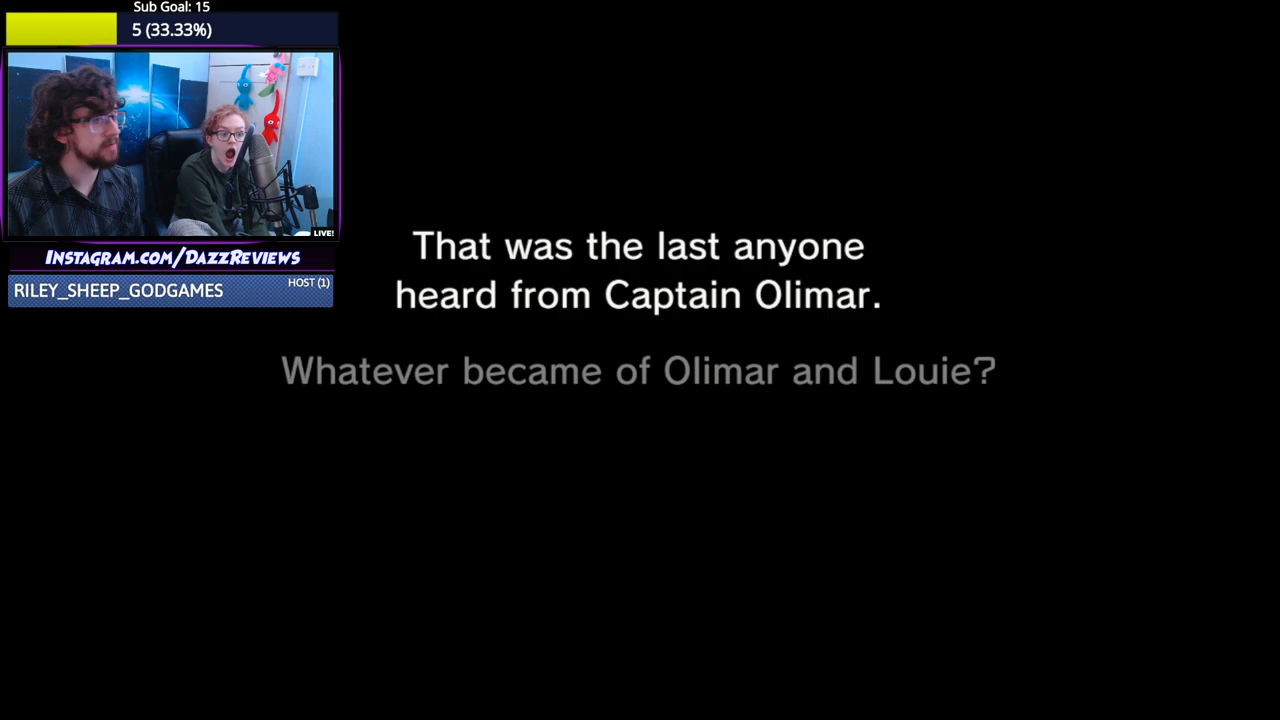 Sub Goal: 15
5 (33.33%)
LIVE!
INSTAGRAM.COM/DAZZREVIEWS
RILEY_SHEEP_GODGAMES
HOST (1)
That was the last anyone
heard from Captain Olimar.
Whatever became of Olimar and Louie?